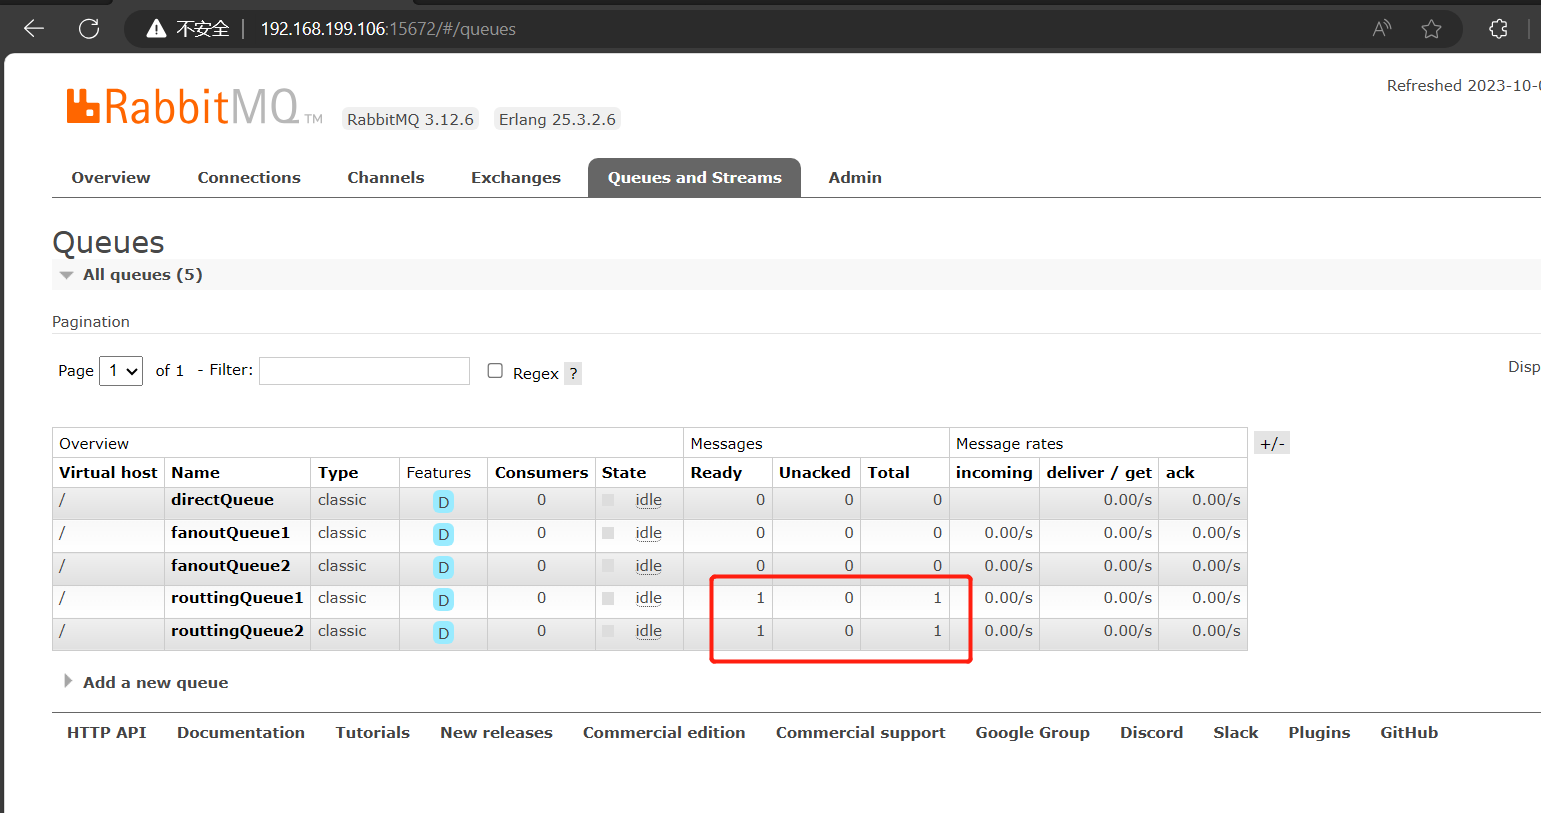 不安全 192.168.199.106:15672/#/queues
Refreshed 2023-10-0
RabbitMQ TM RabbitMQ 3.12.6 Erlang 25.3.2.6
Overview Connections Channels Exchanges Queues and Streams Admin
Queues
All queues (5)
Pagination
Page 1 of 1 - Filter: Regex ?
Disp
Overview Messages Message rates +/-
Virtual host Name Type Features Consumers State Ready Unacked Total incoming deliver / get ack
/ directQueue classic D 0 idle 0 0 0 0.00/s 0.00/s
/ fanoutQueue1 classic D 0 idle 0 0 0 0.00/s 0.00/s 0.00/s
/ fanoutQueue2 classic D 0 idle 0 0 0 0.00/s 0.00/s 0.00/s
/ routtingQueue1 classic D 0 idle 1 0 1 0.00/s 0.00/s 0.00/s
/ routtingQueue2 classic D 0 idle 1 0 1 0.00/s 0.00/s 0.00/s
Add a new queue
HTTP API Documentation Tutorials New releases Commercial edition Commercial support Google Group Discord Slack Plugins GitHub